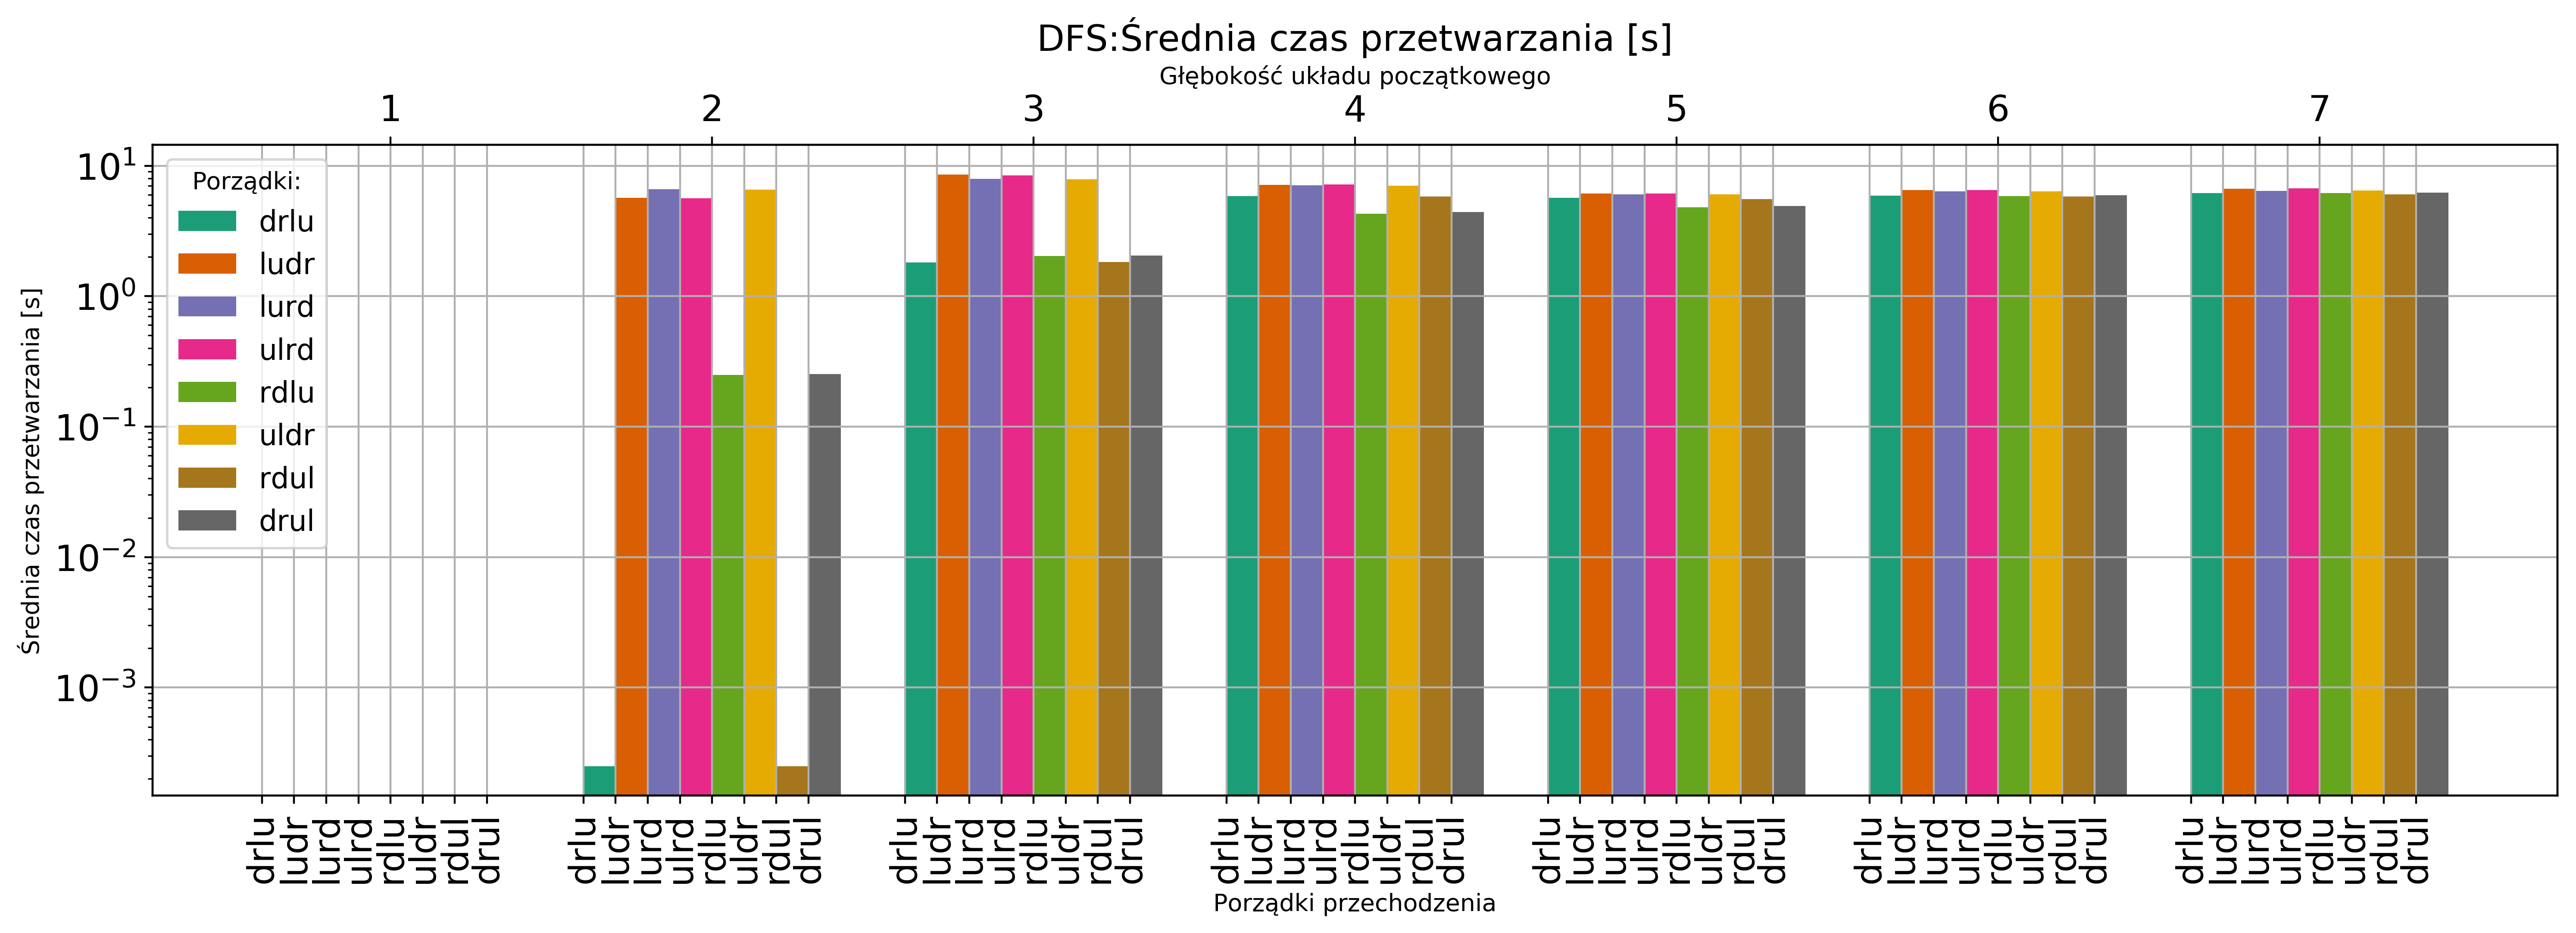 DFS:Średnia czas przetwarzania [s]
Głębokość układu początkowego
1 2 3 4 5 6 7
Średnia czas przetwarzania [s]
10¹
10⁰
10⁻¹
10⁻²
10⁻³
Porządki:
drlu
ludr
lurd
ulrd
rdlu
uldr
rdul
drul
drlu ludr lurd ulrd rdlu uldr rdul drul drlu ludr lurd ulrd rdlu uldr rdul drul drlu ludr lurd ulrd rdlu uldr rdul drul drlu ludr lurd ulrd rdlu uldr rdul drul drlu ludr lurd ulrd rdlu uldr rdul drul drlu ludr lurd ulrd rdlu uldr rdul drul drlu ludr lurd ulrd rdlu uldr rdul drul
Porządki przechodzenia